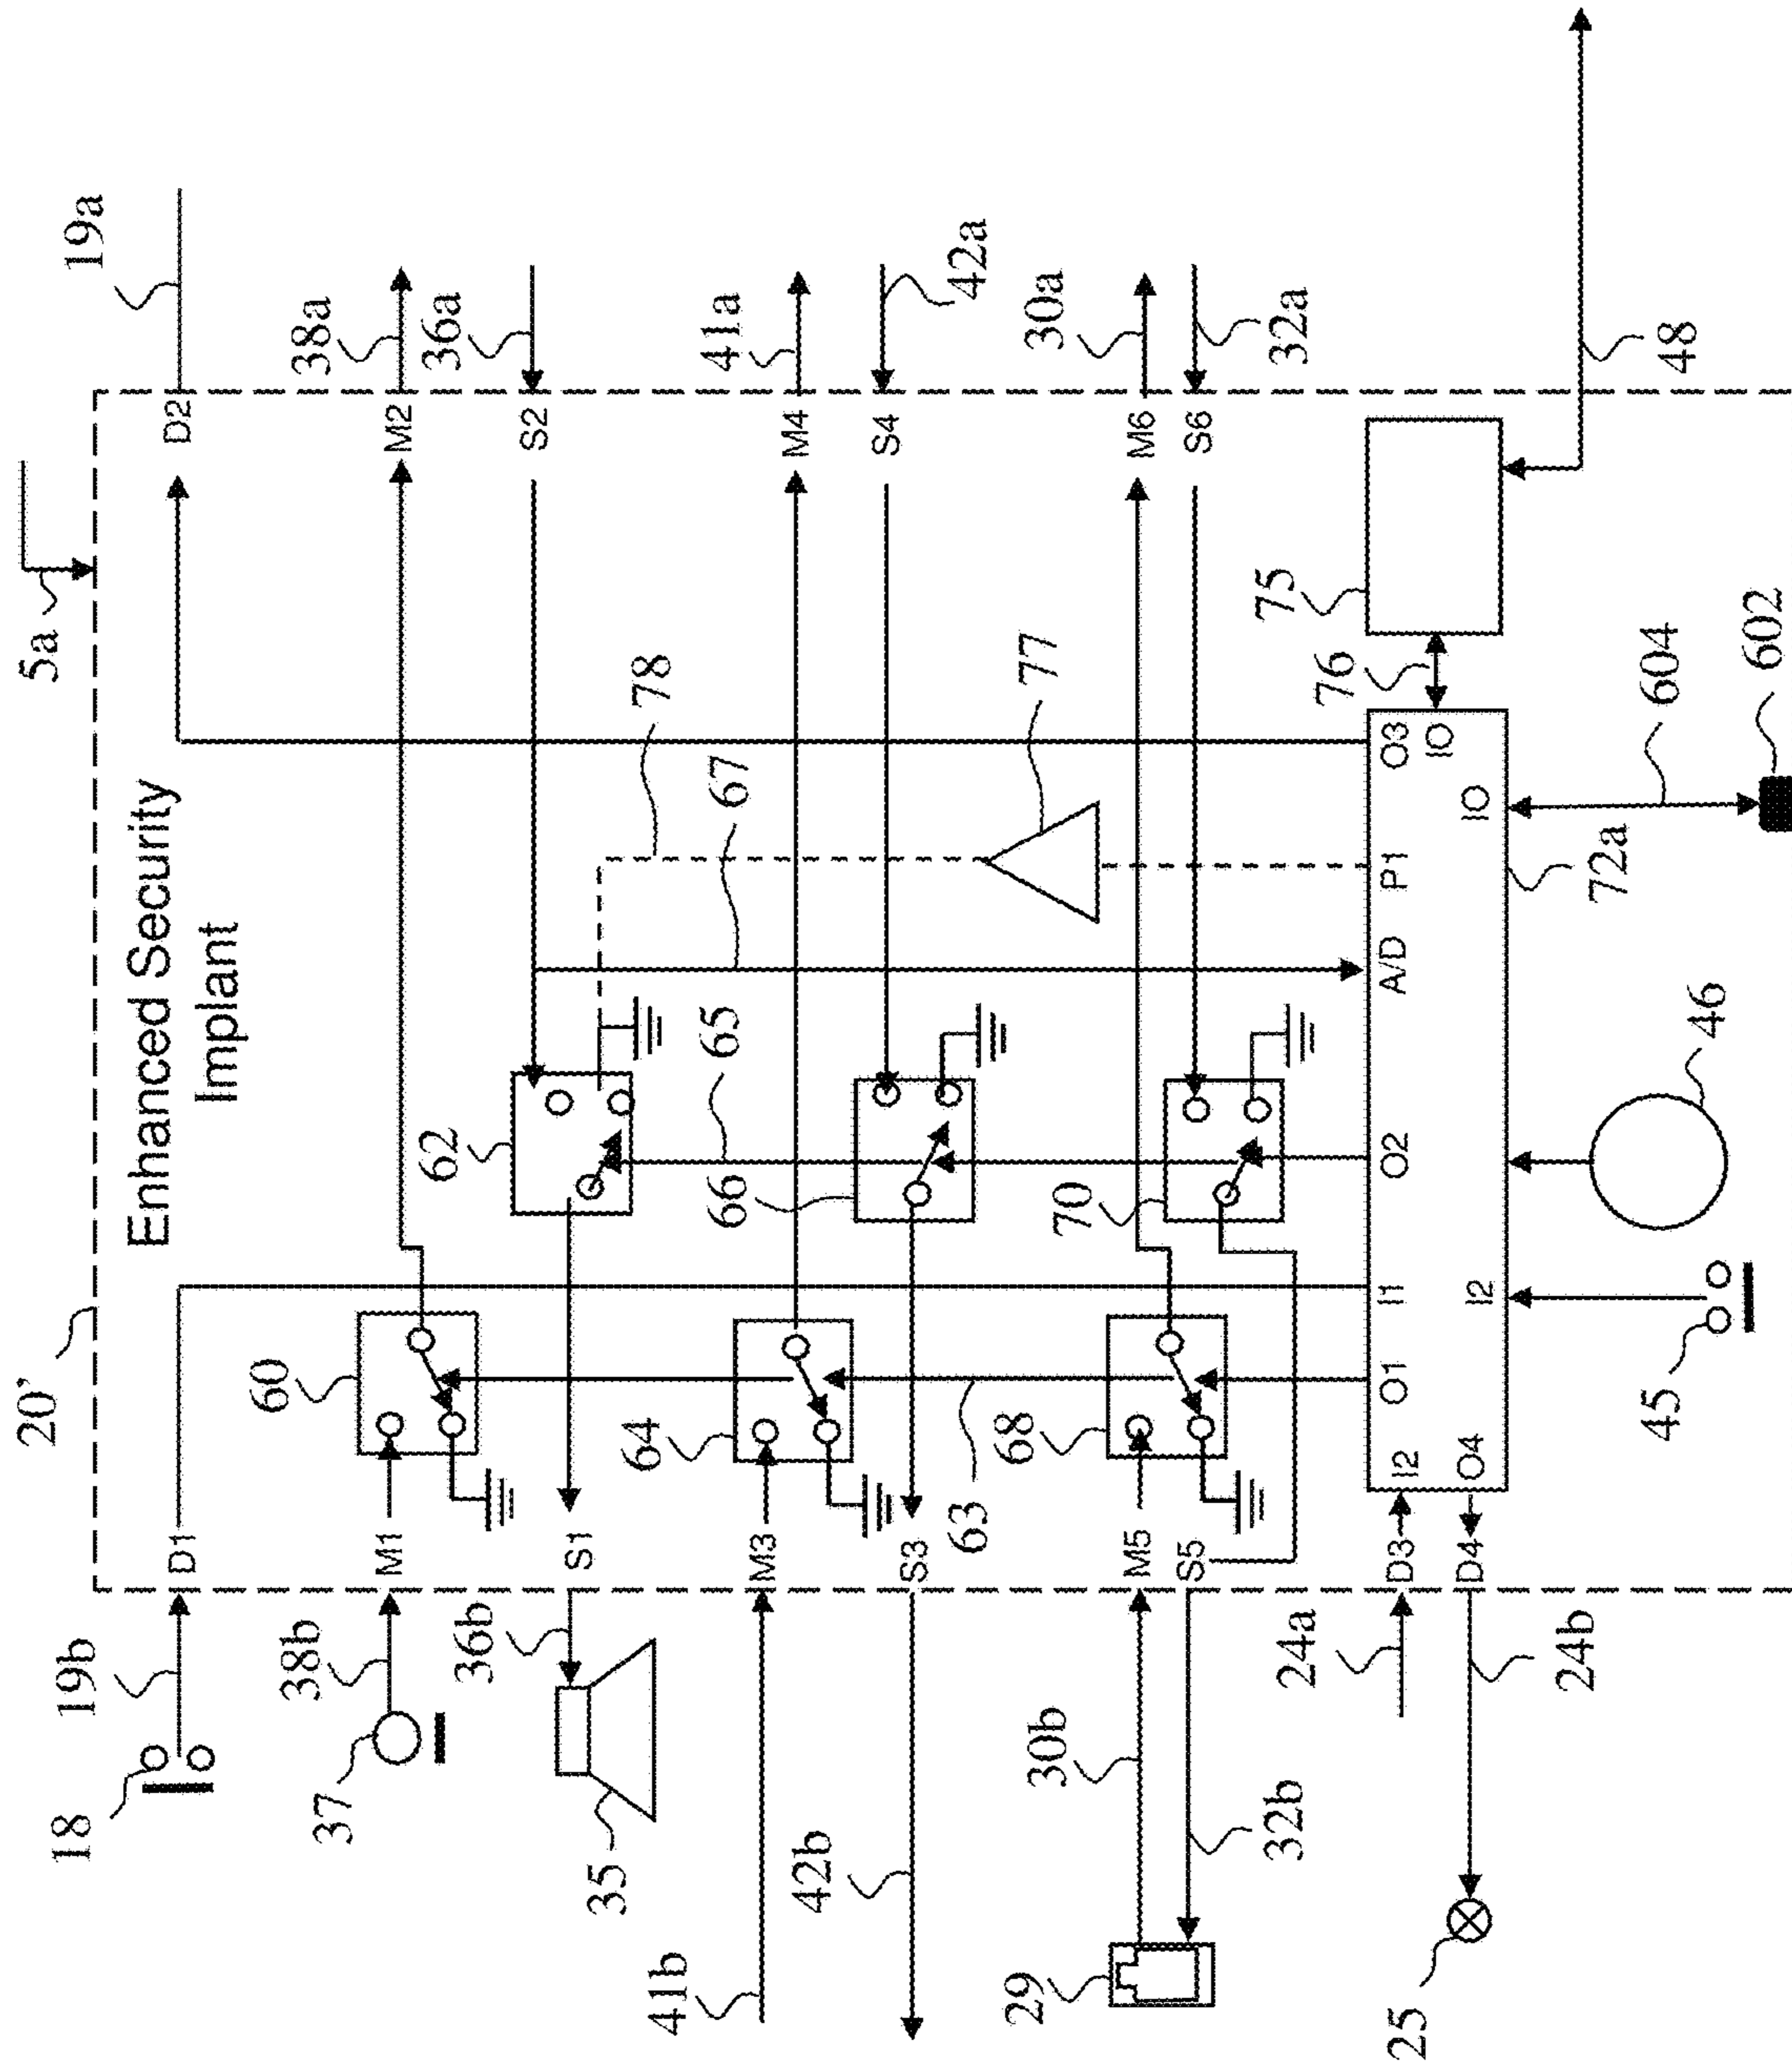 Enhanced Security
Implant
20’
5a
18
19b
D1
D2
19a
37
38b
M1
60
M2
38a
35
36b
S1
62
S2
36a
78
67
65
41b
M3
64
M4
41a
42b
S3
66
S4
42a
63
77
29
30b
M5
68
M6
30a
32b
S5
70
S6
32a
24a
D3
I2
O1
I1
O2
A/D
P1
O3
IO
76
75
25
24b
D4
O4
I2
IO
72a
604
602
48
45
46